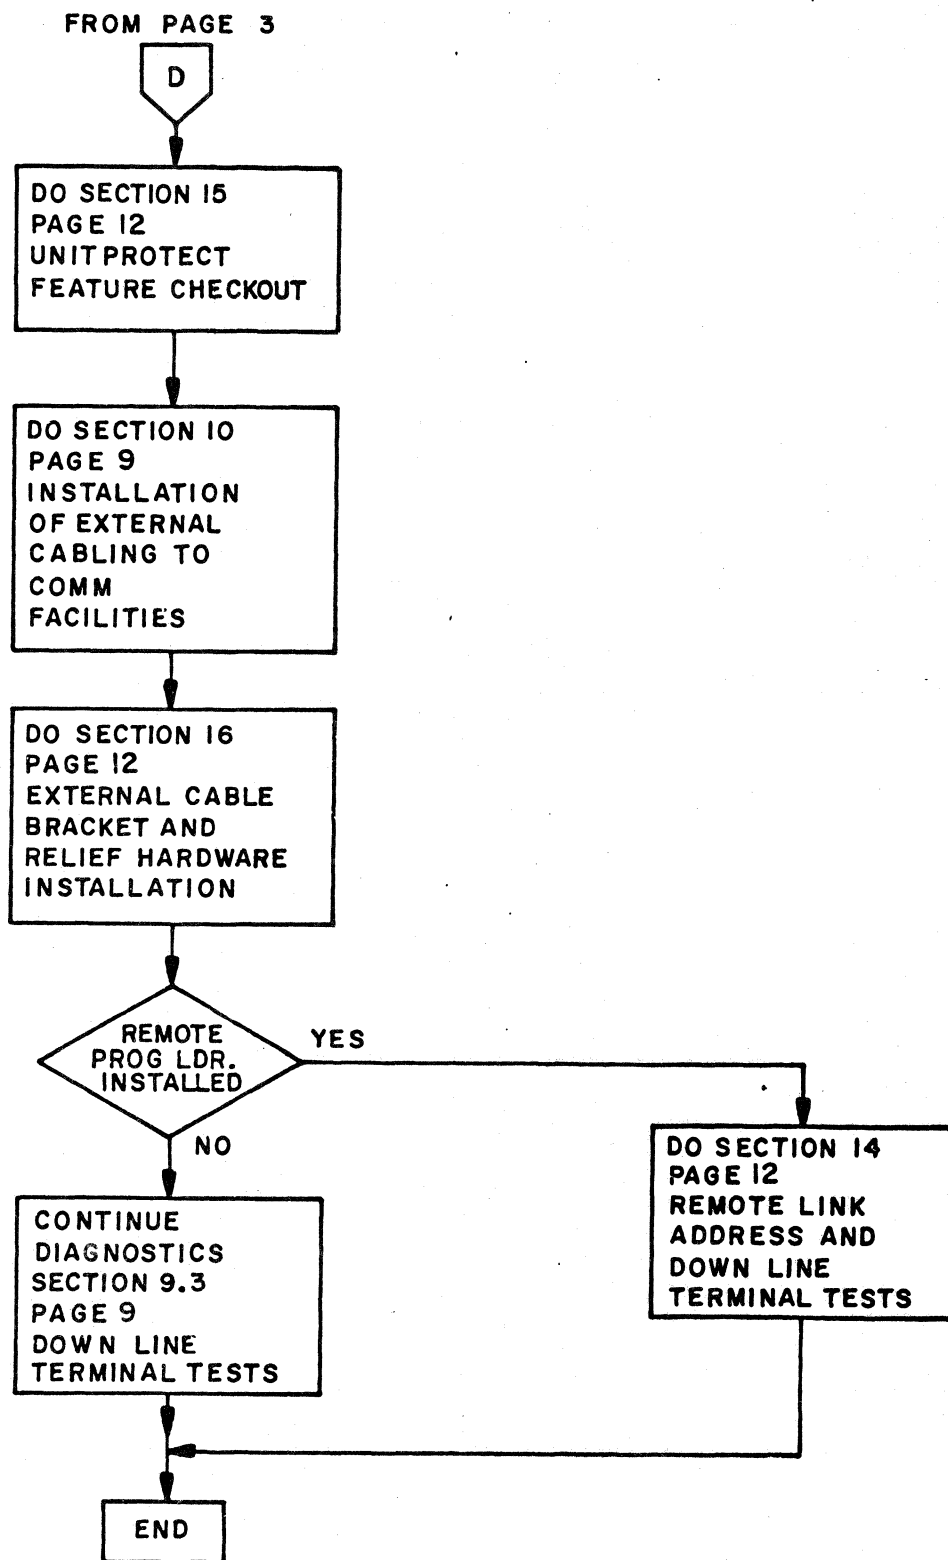 FROM PAGE 3
D
DO SECTION 15
PAGE 12
UNIT PROTECT
FEATURE CHECKOUT
DO SECTION 10
PAGE 9
INSTALLATION
OF EXTERNAL
CABLING TO
COMM
FACILITIES
DO SECTION 16
PAGE 12
EXTERNAL CABLE
BRACKET AND
RELIEF HARDWARE
INSTALLATION
REMOTE
PROG LDR.
INSTALLED
YES
NO
CONTINUE
DIAGNOSTICS
SECTION 9.3
PAGE 9
DOWN LINE
TERMINAL TESTS
DO SECTION 14
PAGE 12
REMOTE LINK
ADDRESS AND
DOWN LINE
TERMINAL TESTS
END